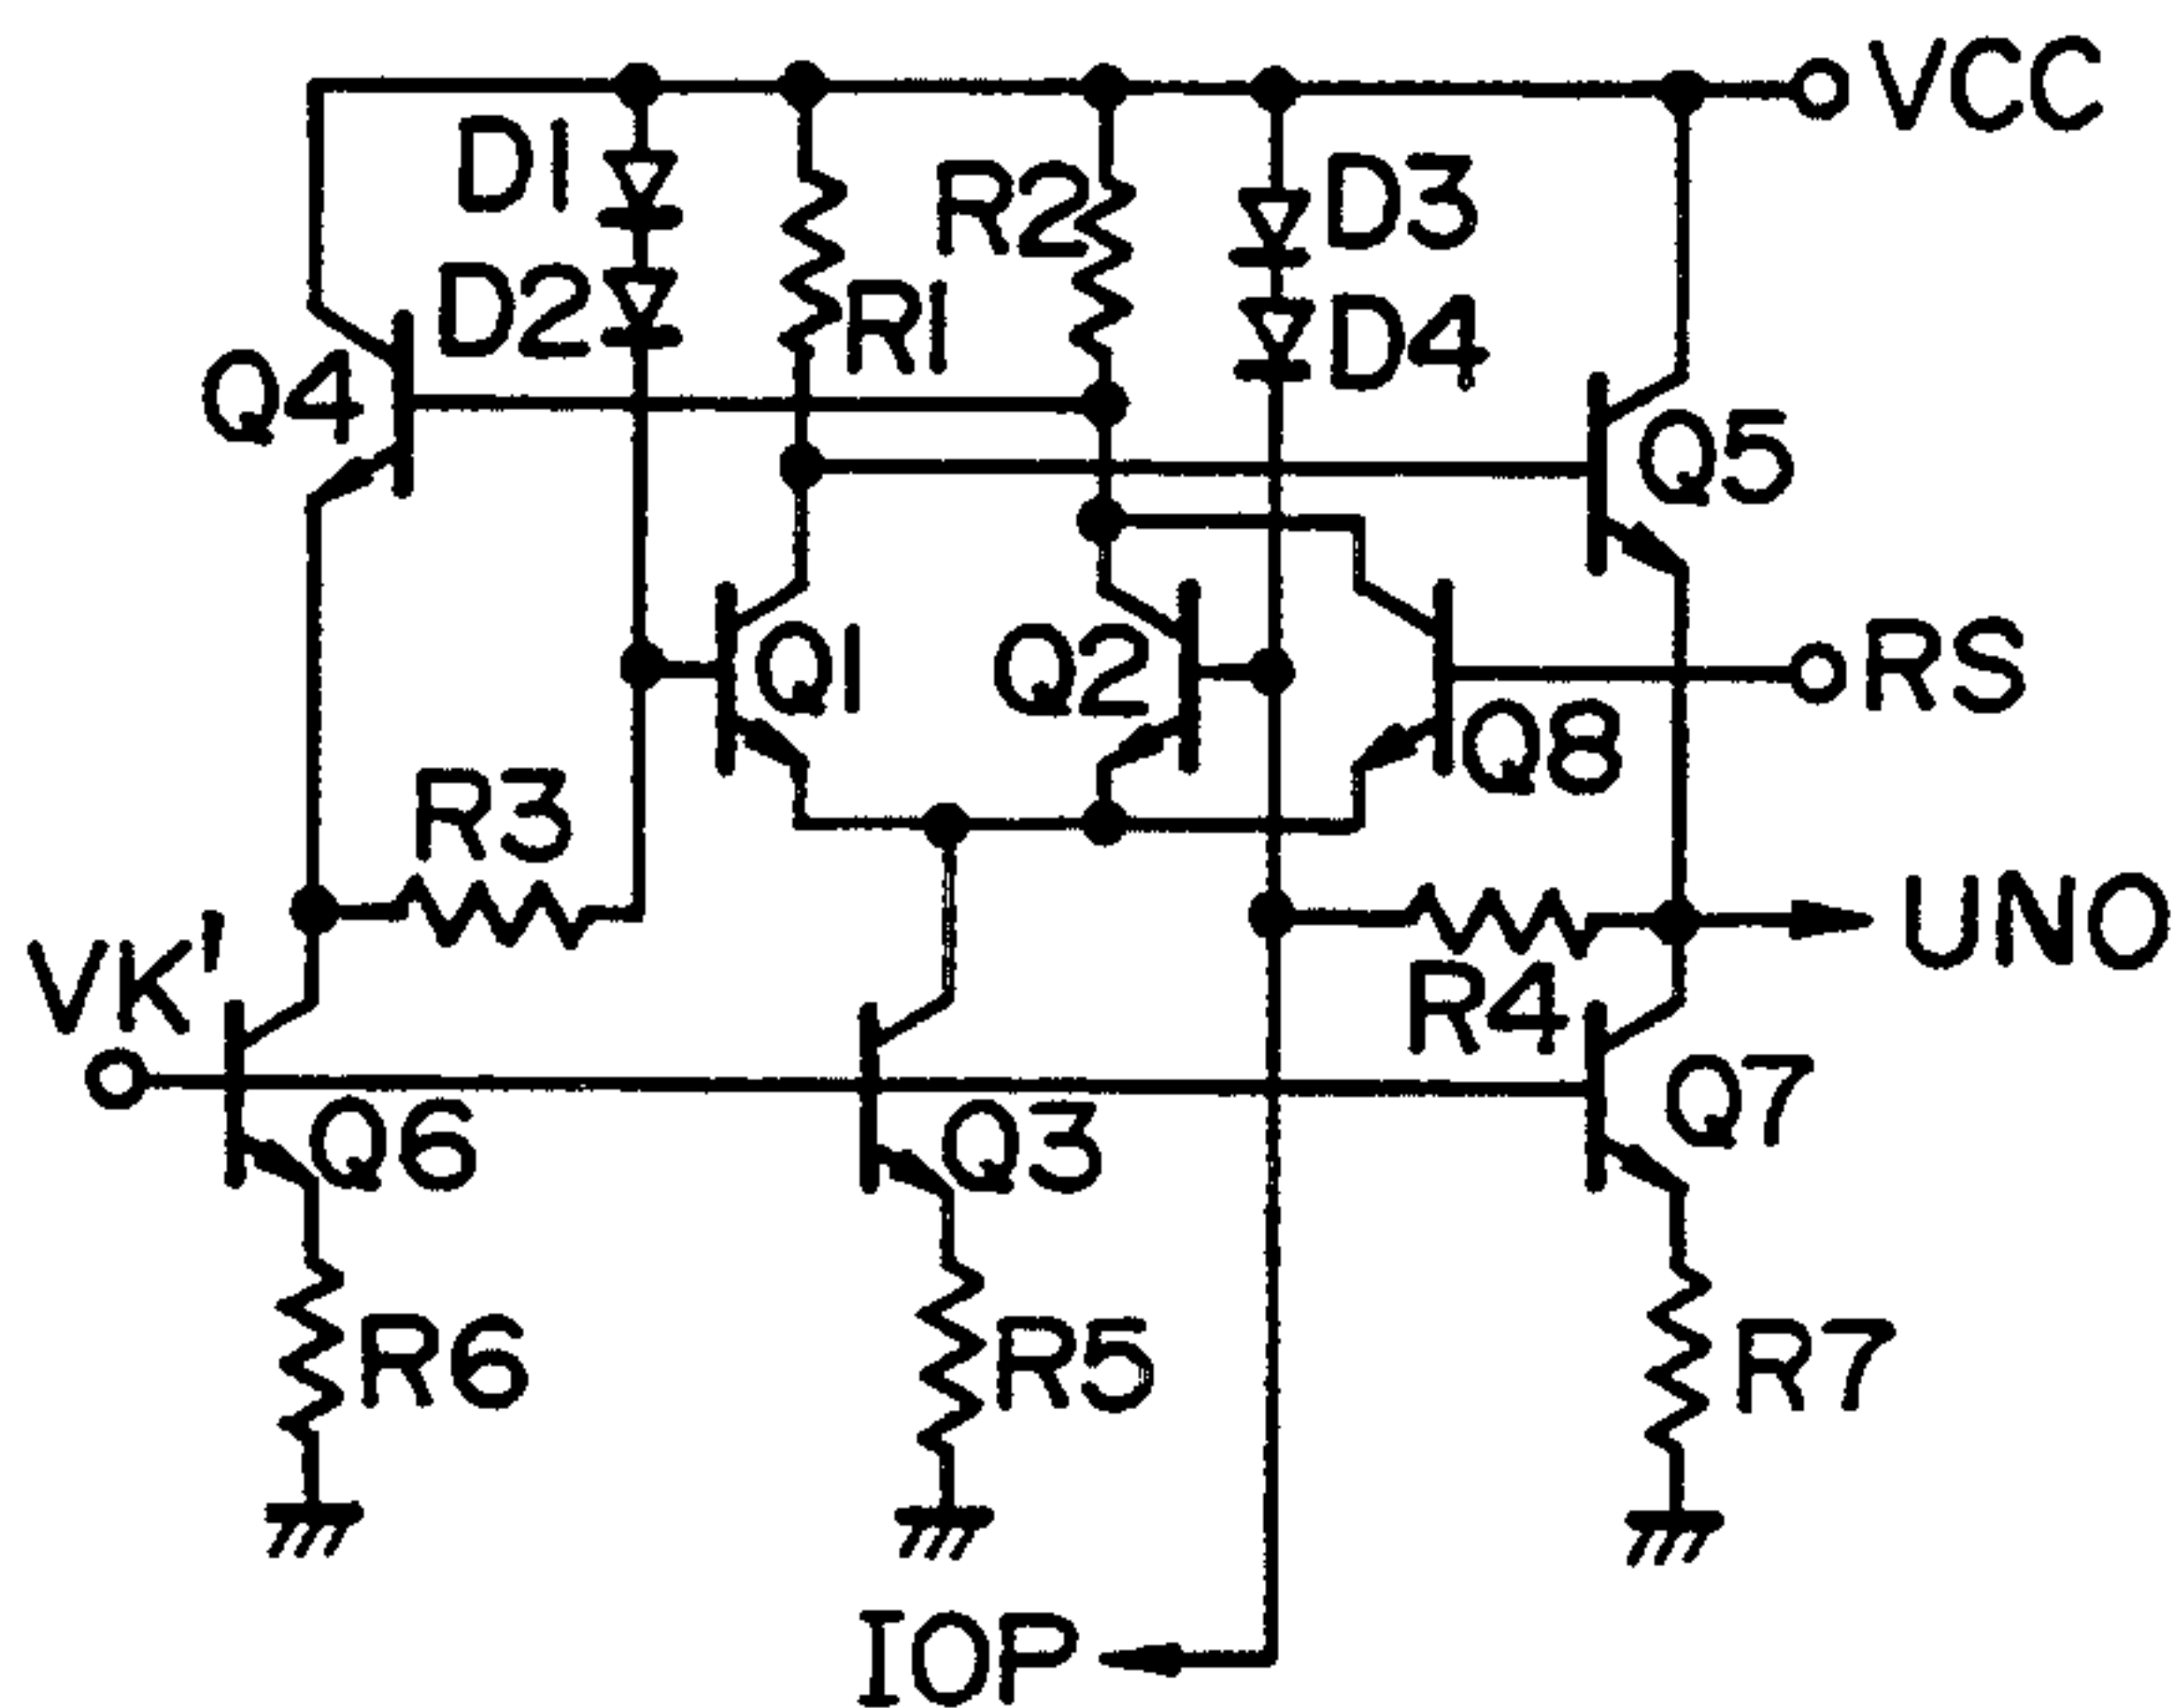 VCC
D1
R2
D3
D2
R1
D4
Q4
Q5
Q1
Q2
RS
Q8
R3
UNO
VK'
R4
Q6
Q3
Q7
R6
R5
R7
IOP